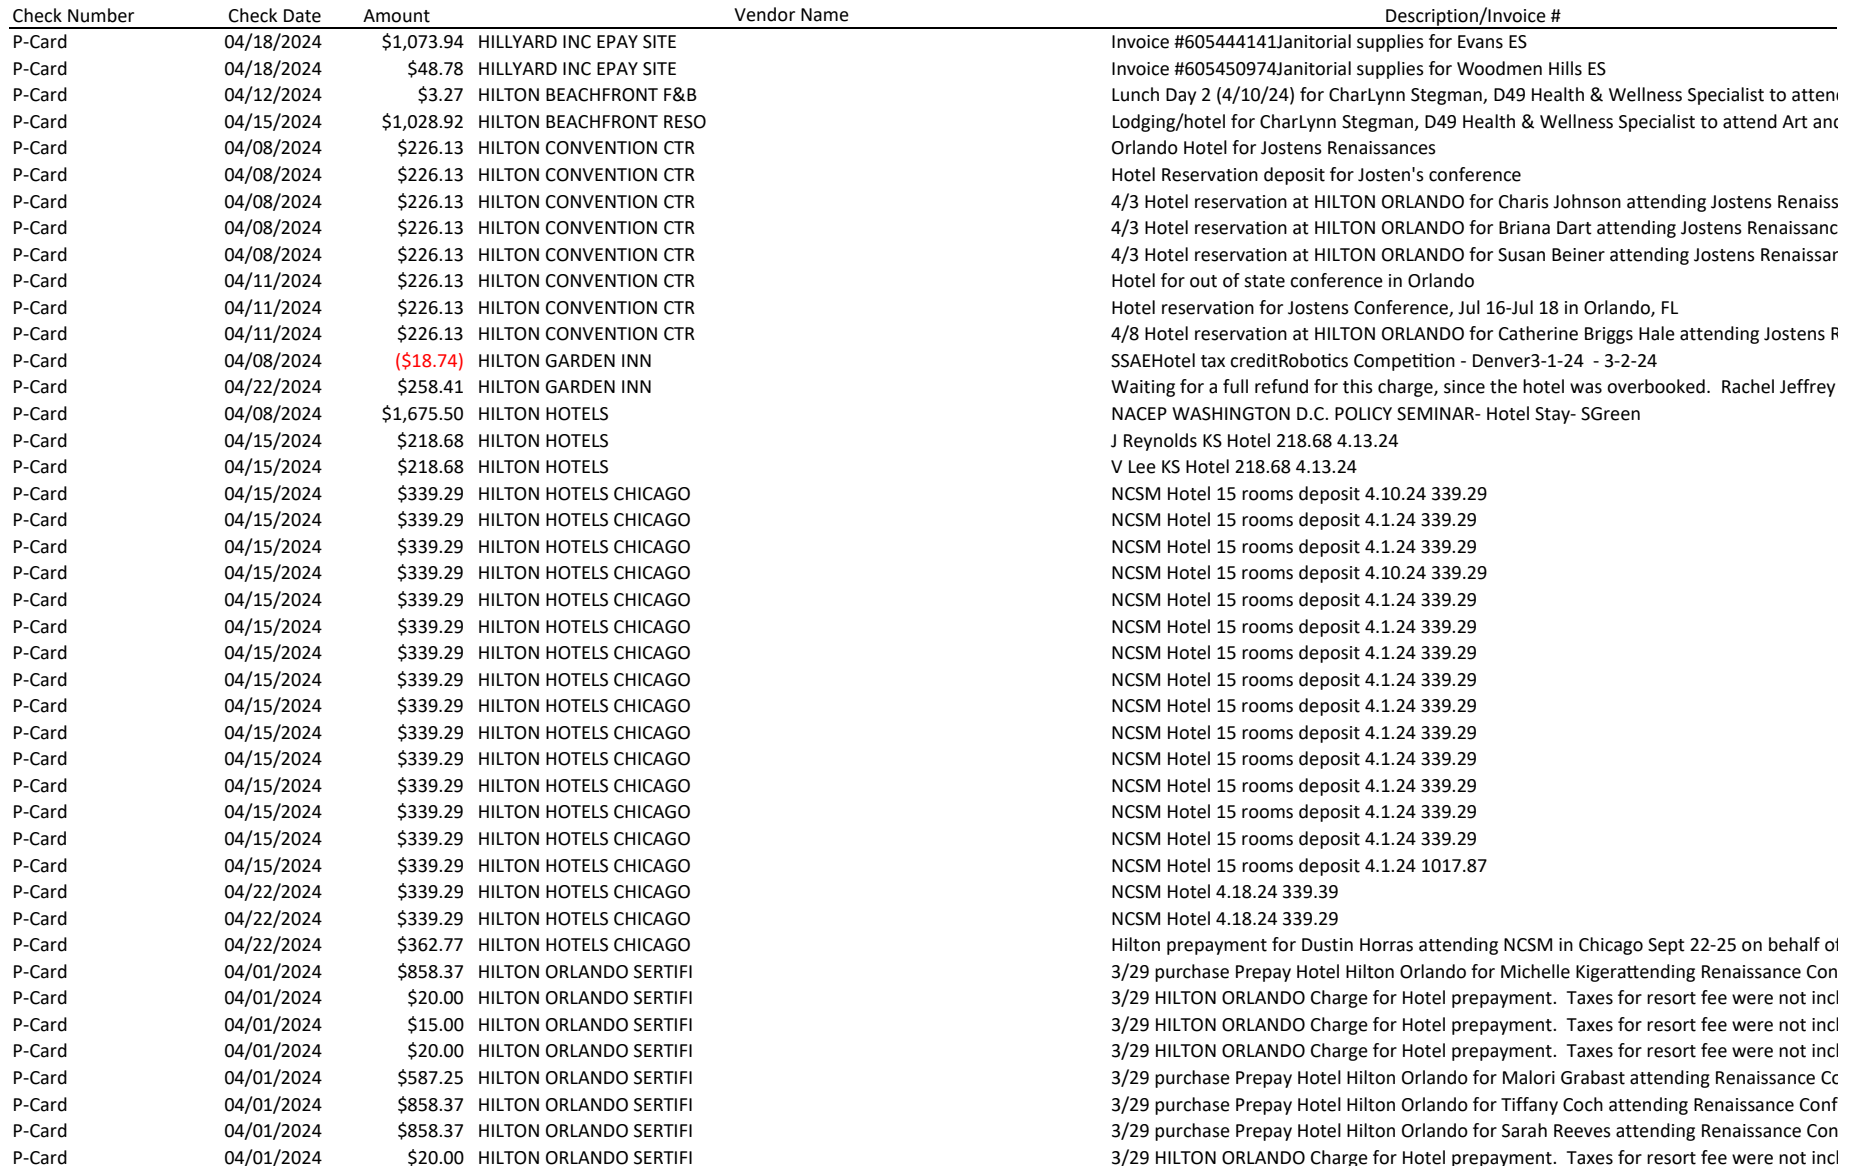 Check Number Check Date Amount Vendor Name Description/Invoice #
P-Card 04/18/2024 $1,073.94 HILLYARD INC EPAY SITE Invoice #605444141Janitorial supplies for Evans ES
P-Card 04/18/2024 $48.78 HILLYARD INC EPAY SITE Invoice #605450974Janitorial supplies for Woodmen Hills ES
P-Card 04/12/2024 $3.27 HILTON BEACHFRONT F&B Lunch Day 2 (4/10/24) for CharLynn Stegman, D49 Health & Wellness Specialist to atten
P-Card 04/15/2024 $1,028.92 HILTON BEACHFRONT RESO Lodging/hotel for CharLynn Stegman, D49 Health & Wellness Specialist to attend Art and
P-Card 04/08/2024 $226.13 HILTON CONVENTION CTR Orlando Hotel for Jostens Renaissances
P-Card 04/08/2024 $226.13 HILTON CONVENTION CTR Hotel Reservation deposit for Josten's conference
P-Card 04/08/2024 $226.13 HILTON CONVENTION CTR 4/3 Hotel reservation at HILTON ORLANDO for Charis Johnson attending Jostens Renaiss
P-Card 04/08/2024 $226.13 HILTON CONVENTION CTR 4/3 Hotel reservation at HILTON ORLANDO for Briana Dart attending Jostens Renaissanc
P-Card 04/08/2024 $226.13 HILTON CONVENTION CTR 4/3 Hotel reservation at HILTON ORLANDO for Susan Beiner attending Jostens Renaissan
P-Card 04/11/2024 $226.13 HILTON CONVENTION CTR Hotel for out of state conference in Orlando
P-Card 04/11/2024 $226.13 HILTON CONVENTION CTR Hotel reservation for Jostens Conference, Jul 16-Jul 18 in Orlando, FL
P-Card 04/11/2024 $226.13 HILTON CONVENTION CTR 4/8 Hotel reservation at HILTON ORLANDO for Catherine Briggs Hale attending Jostens R
P-Card 04/08/2024 ($18.74) HILTON GARDEN INN SSAEHotel tax creditRobotics Competition - Denver3-1-24  - 3-2-24
P-Card 04/22/2024 $258.41 HILTON GARDEN INN Waiting for a full refund for this charge, since the hotel was overbooked.  Rachel Jeffrey
P-Card 04/08/2024 $1,675.50 HILTON HOTELS NACEP WASHINGTON D.C. POLICY SEMINAR- Hotel Stay- SGreen
P-Card 04/15/2024 $218.68 HILTON HOTELS J Reynolds KS Hotel 218.68 4.13.24
P-Card 04/15/2024 $218.68 HILTON HOTELS V Lee KS Hotel 218.68 4.13.24
P-Card 04/15/2024 $339.29 HILTON HOTELS CHICAGO NCSM Hotel 15 rooms deposit 4.10.24 339.29
P-Card 04/15/2024 $339.29 HILTON HOTELS CHICAGO NCSM Hotel 15 rooms deposit 4.1.24 339.29
P-Card 04/15/2024 $339.29 HILTON HOTELS CHICAGO NCSM Hotel 15 rooms deposit 4.1.24 339.29
P-Card 04/15/2024 $339.29 HILTON HOTELS CHICAGO NCSM Hotel 15 rooms deposit 4.10.24 339.29
P-Card 04/15/2024 $339.29 HILTON HOTELS CHICAGO NCSM Hotel 15 rooms deposit 4.1.24 339.29
P-Card 04/15/2024 $339.29 HILTON HOTELS CHICAGO NCSM Hotel 15 rooms deposit 4.1.24 339.29
P-Card 04/15/2024 $339.29 HILTON HOTELS CHICAGO NCSM Hotel 15 rooms deposit 4.1.24 339.29
P-Card 04/15/2024 $339.29 HILTON HOTELS CHICAGO NCSM Hotel 15 rooms deposit 4.1.24 339.29
P-Card 04/15/2024 $339.29 HILTON HOTELS CHICAGO NCSM Hotel 15 rooms deposit 4.1.24 339.29
P-Card 04/15/2024 $339.29 HILTON HOTELS CHICAGO NCSM Hotel 15 rooms deposit 4.1.24 339.29
P-Card 04/15/2024 $339.29 HILTON HOTELS CHICAGO NCSM Hotel 15 rooms deposit 4.1.24 339.29
P-Card 04/15/2024 $339.29 HILTON HOTELS CHICAGO NCSM Hotel 15 rooms deposit 4.1.24 339.29
P-Card 04/15/2024 $339.29 HILTON HOTELS CHICAGO NCSM Hotel 15 rooms deposit 4.1.24 339.29
P-Card 04/15/2024 $339.29 HILTON HOTELS CHICAGO NCSM Hotel 15 rooms deposit 4.1.24 339.29
P-Card 04/15/2024 $339.29 HILTON HOTELS CHICAGO NCSM Hotel 15 rooms deposit 4.1.24 1017.87
P-Card 04/22/2024 $339.29 HILTON HOTELS CHICAGO NCSM Hotel 4.18.24 339.39
P-Card 04/22/2024 $339.29 HILTON HOTELS CHICAGO NCSM Hotel 4.18.24 339.29
P-Card 04/22/2024 $362.77 HILTON HOTELS CHICAGO Hilton prepayment for Dustin Horras attending NCSM in Chicago Sept 22-25 on behalf of
P-Card 04/01/2024 $858.37 HILTON ORLANDO SERTIFI 3/29 purchase Prepay Hotel Hilton Orlando for Michelle Kigerattending Renaissance Con
P-Card 04/01/2024 $20.00 HILTON ORLANDO SERTIFI 3/29 HILTON ORLANDO Charge for Hotel prepayment.  Taxes for resort fee were not incl
P-Card 04/01/2024 $15.00 HILTON ORLANDO SERTIFI 3/29 HILTON ORLANDO Charge for Hotel prepayment.  Taxes for resort fee were not incl
P-Card 04/01/2024 $20.00 HILTON ORLANDO SERTIFI 3/29 HILTON ORLANDO Charge for Hotel prepayment.  Taxes for resort fee were not incl
P-Card 04/01/2024 $587.25 HILTON ORLANDO SERTIFI 3/29 purchase Prepay Hotel Hilton Orlando for Malori Grabast attending Renaissance Co
P-Card 04/01/2024 $858.37 HILTON ORLANDO SERTIFI 3/29 purchase Prepay Hotel Hilton Orlando for Tiffany Coch attending Renaissance Conf
P-Card 04/01/2024 $858.37 HILTON ORLANDO SERTIFI 3/29 purchase Prepay Hotel Hilton Orlando for Sarah Reeves attending Renaissance Con
P-Card 04/01/2024 $20.00 HILTON ORLANDO SERTIFI 3/29 HILTON ORLANDO Charge for Hotel prepayment.  Taxes for resort fee were not incl